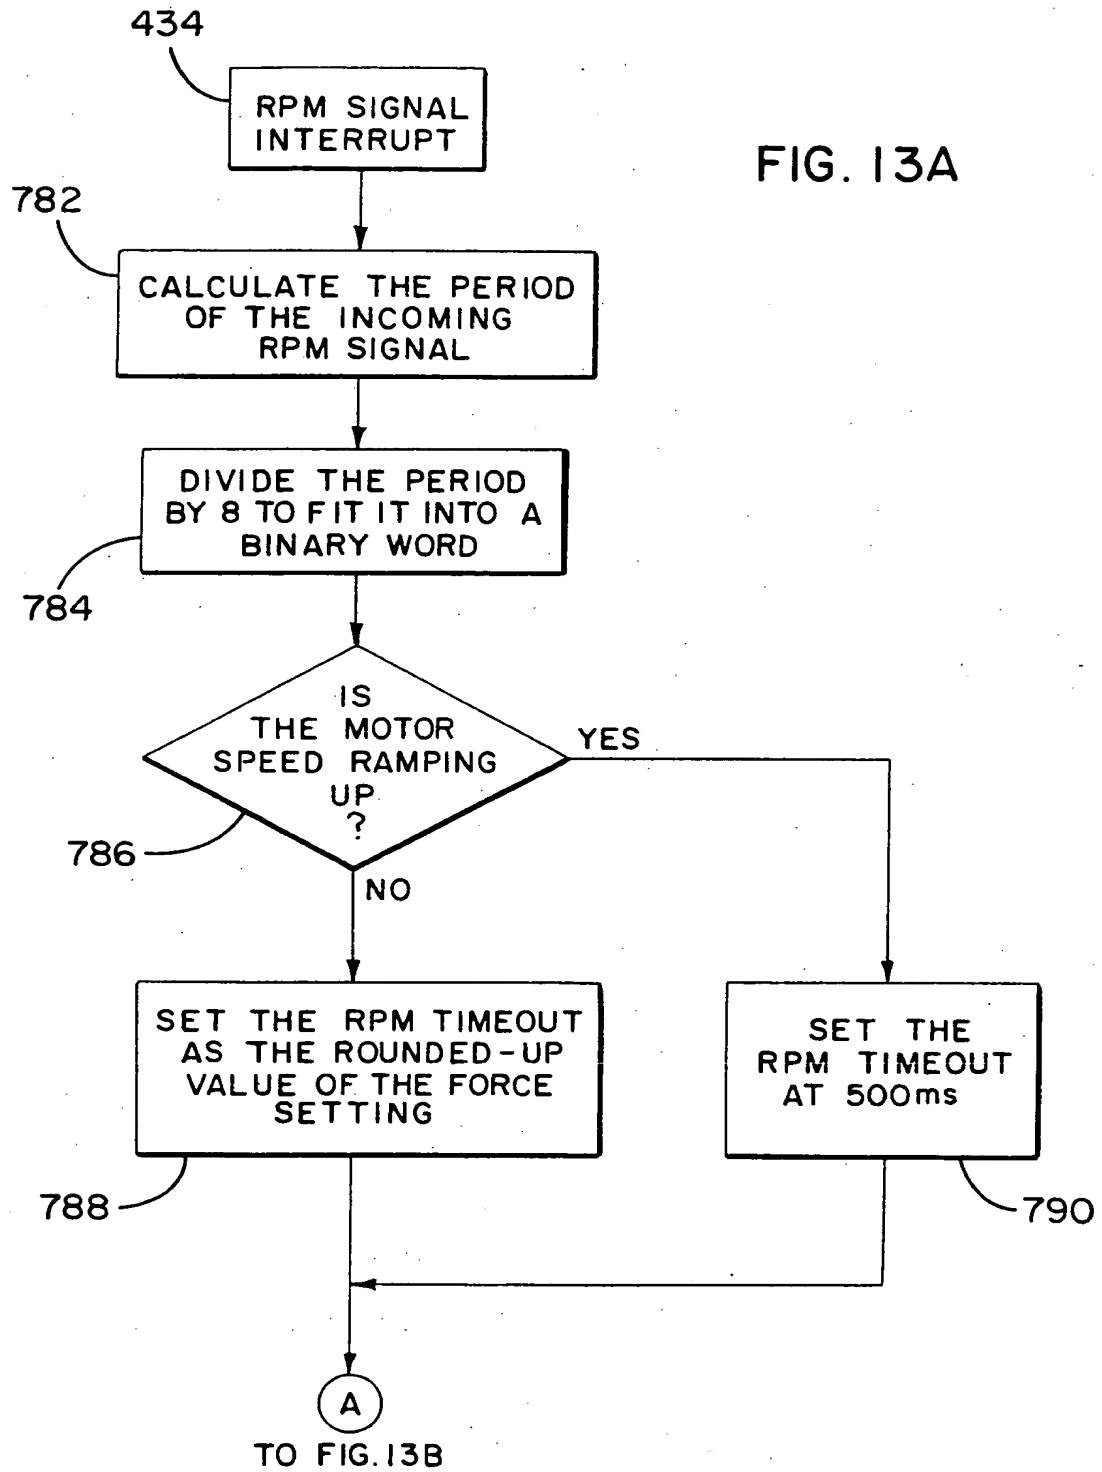 434
RPM SIGNAL
INTERRUPT
FIG. 13A
782
CALCULATE THE PERIOD
OF THE INCOMING
RPM SIGNAL
DIVIDE THE PERIOD
BY 8 TO FIT IT INTO A
BINARY WORD
784
IS
THE MOTOR
SPEED RAMPING
UP
?
YES
786
NO
SET THE RPM TIMEOUT
AS THE ROUNDED-UP
VALUE OF THE FORCE
SETTING
SET THE
RPM TIMEOUT
AT 500ms
788
790
A
TO FIG.13B